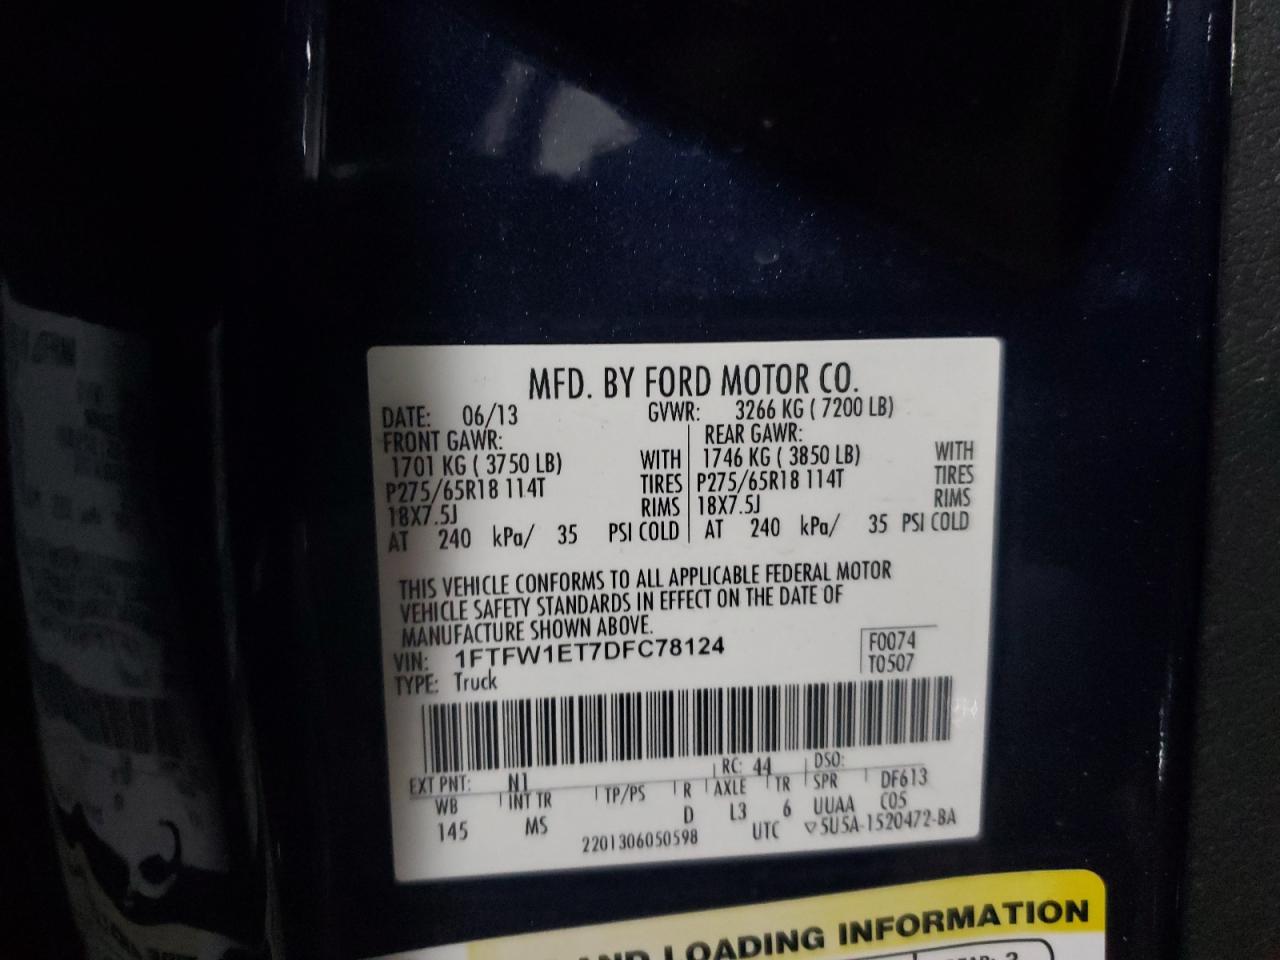 MFD. BY FORD MOTOR CO.
DATE: 06/13 GVWR: 3266 KG ( 7200 LB)
FRONT GAWR: REAR GAWR:
1701 KG ( 3750 LB) WITH 1746 KG ( 3850 LB) WITH
P275/65R18 114T TIRES P275/65R18 114T TIRES
18X7.5J RIMS 18X7.5J RIMS
AT 240 kPa/ 35 PSI COLD AT 240 kPa/ 35 PSI COLD
THIS VEHICLE CONFORMS TO ALL APPLICABLE FEDERAL MOTOR
VEHICLE SAFETY STANDARDS IN EFFECT ON THE DATE OF
MANUFACTURE SHOWN ABOVE.
VIN: 1FTFW1ET7DFC78124 F0074
TYPE: Truck T0507
EXT PNT: N1 RC: 44 DSO:
WB INT TR TP/PS R AXLE TR SPR DF613
145 MS D L3 6 UUAA C05
2201306050598 UTC ▽5U5A-1520472-BA
AND LOADING INFORMATION